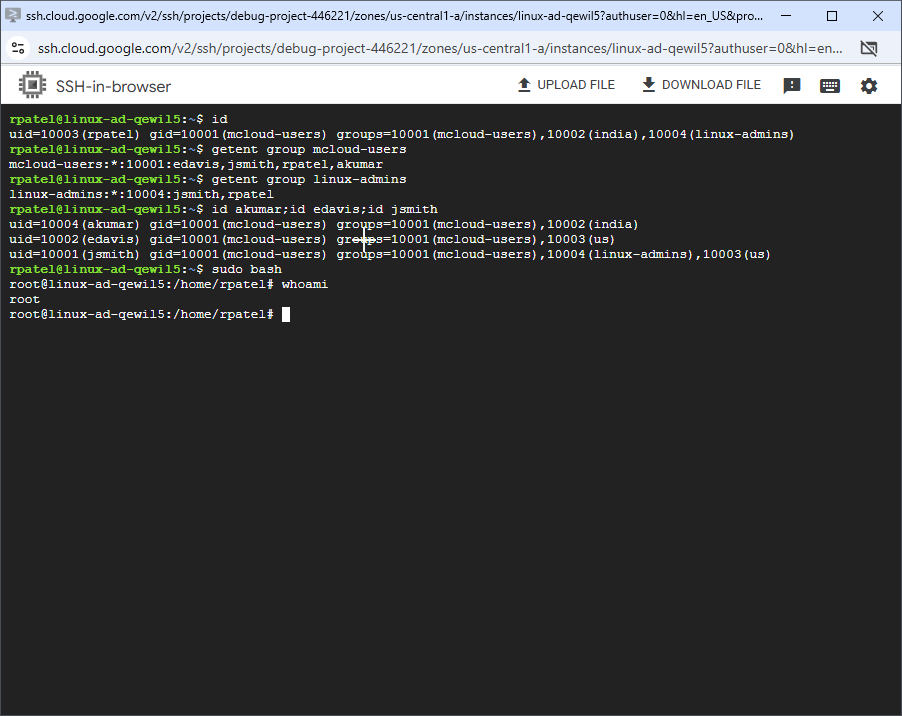 ssh.cloud.google.com/v2/ssh/projects/debug-project-446221/zones/us-central1-a/instances/linux-ad-qewil5?authuser=0&hl=en_US&pro...
ssh.cloud.google.com/v2/ssh/projects/debug-project-446221/zones/us-central1-a/instances/linux-ad-qewil5?authuser=0&hl=en...
SSH-in-browser UPLOAD FILE DOWNLOAD FILE
rpatel@linux-ad-qewil5:~$ id
uid=10003(rpatel) gid=10001(mcloud-users) groups=10001(mcloud-users),10002(india),10004(linux-admins)
rpatel@linux-ad-qewil5:~$ getent group mcloud-users
mcloud-users:*:10001:edavis,jsmith,rpatel,akumar
rpatel@linux-ad-qewil5:~$ getent group linux-admins
linux-admins:*:10004:jsmith,rpatel
rpatel@linux-ad-qewil5:~$ id akumar;id edavis;id jsmith
uid=10004(akumar) gid=10001(mcloud-users) groups=10001(mcloud-users),10002(india)
uid=10002(edavis) gid=10001(mcloud-users) groups=10001(mcloud-users),10003(us)
uid=10001(jsmith) gid=10001(mcloud-users) groups=10001(mcloud-users),10004(linux-admins),10003(us)
rpatel@linux-ad-qewil5:~$ sudo bash
root@linux-ad-qewil5:/home/rpatel# whoami
root
root@linux-ad-qewil5:/home/rpatel#